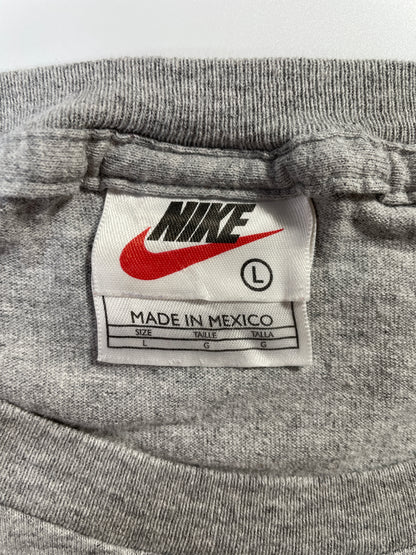 NIKE
L
MADE IN MEXICO
SIZE TAILLE TALLA
L G G